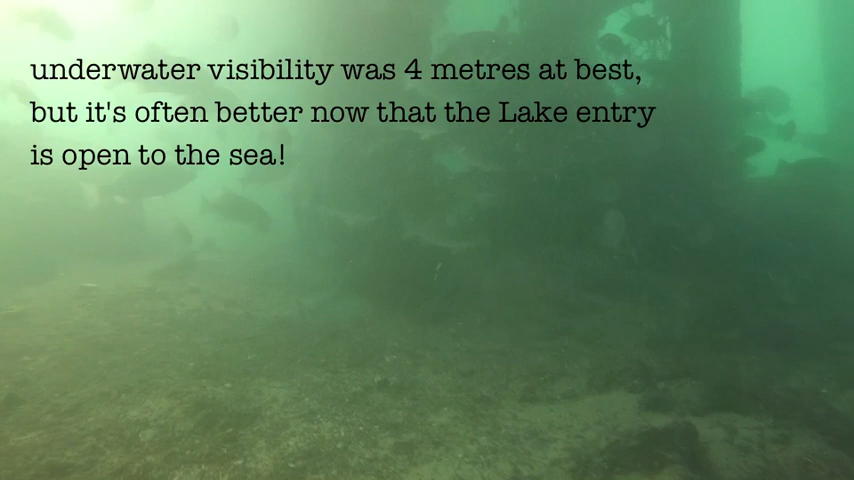 underwater visibility was 4 metres at best,
but it's often better now that the Lake entry
is open to the sea!